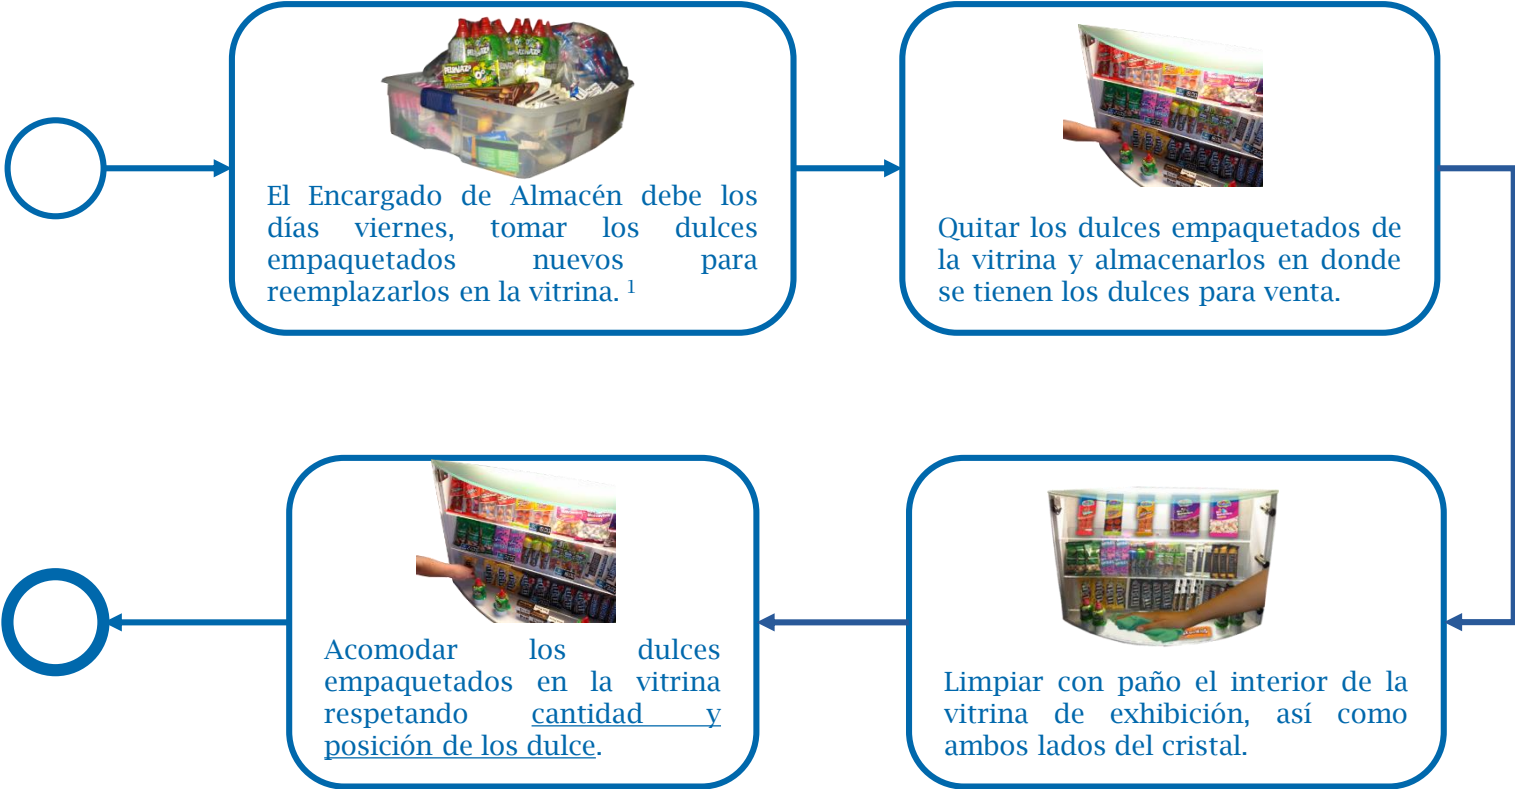 El Encargado de Almacén debe los
días viernes, tomar los dulces
empaquetados nuevos para
reemplazarlos en la vitrina. ¹
Quitar los dulces empaquetados de
la vitrina y almacenarlos en donde
se tienen los dulces para venta.
Limpiar con paño el interior de la
vitrina de exhibición, así como
ambos lados del cristal.
Acomodar los dulces
empaquetados en la vitrina
respetando cantidad y
posición de los dulce.